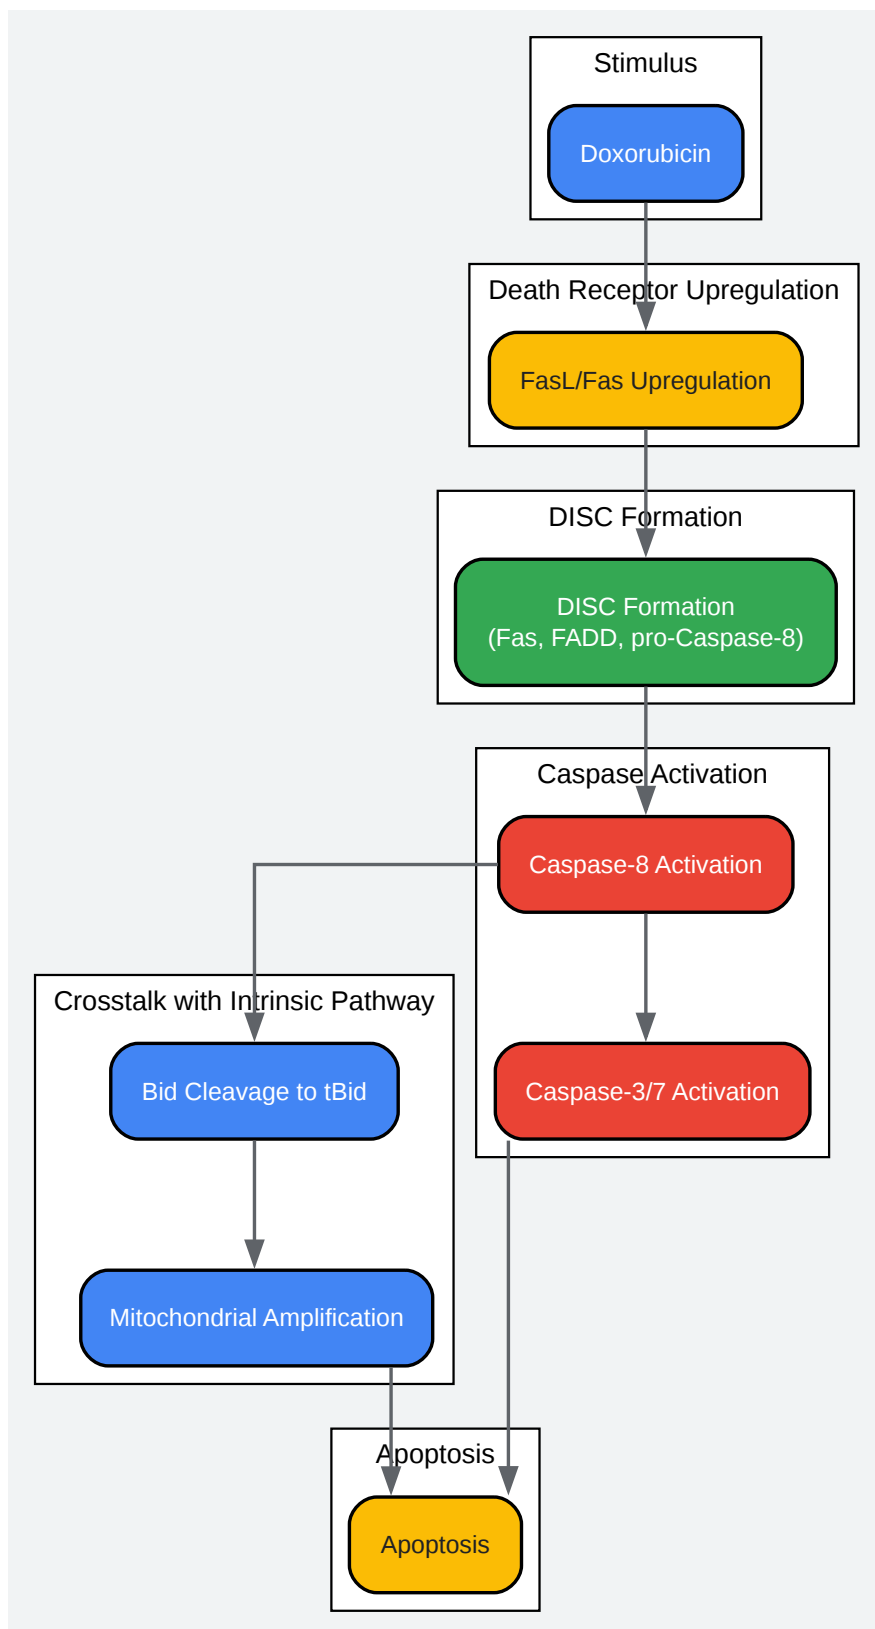 Stimulus
Doxorubicin
Death Receptor Upregulation
FasL/Fas Upregulation
DISC Formation
DISC Formation
(Fas, FADD, pro-Caspase-8)
Caspase Activation
Caspase-8 Activation
Crosstalk with Intrinsic Pathway
Bid Cleavage to tBid
Caspase-3/7 Activation
Mitochondrial Amplification
Apoptosis
Apoptosis